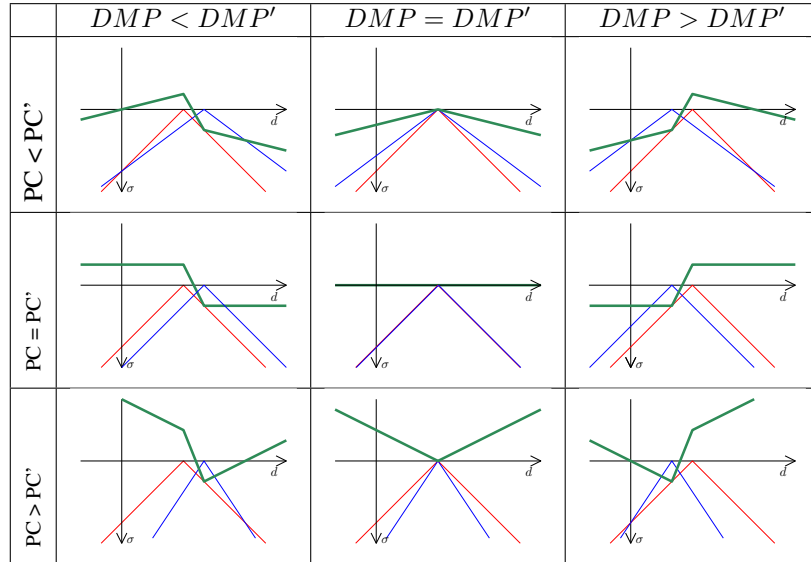 DMP < DMP′ DMP = DMP′ DMP > DMP′
PC < PC’
d d d
σ σ σ
PC = PC’
d d d
σ σ σ
PC > PC’
d d d
σ σ σ